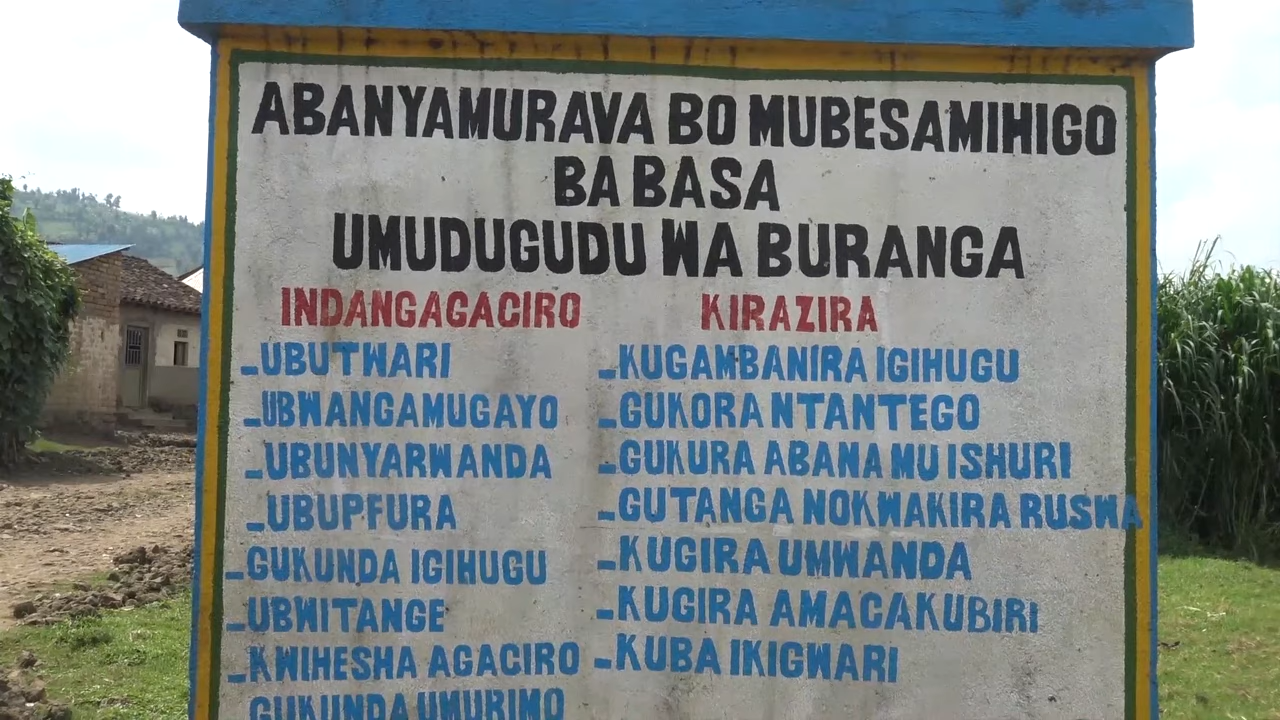 ABANYAMURAVA BO MUBESAMIHIGO
BA BASA
UMUDUGUDU WA BURANGA
INDANGAGACIRO
-UBUTWARI
-UBWANGAMUGAYO
-UBUNYARWANDA
-UBUPFURA
-GUKUNDA IGIHUGU
-UBWITANGE
-KWIHESHA AGACIRO
GUKUNDA UMURIMO
KIRAZIRA
-KUGAMBANIRA IGIHUGU
-GUKORA NTANTEGO
-GUKURA ABANA MU ISHURI
-GUTANGA NOKWAKIRA RUSWA
-KUGIRA UMWANDA
-KUGIRA AMACAKUBIRI
-KUBA IKIGWARI